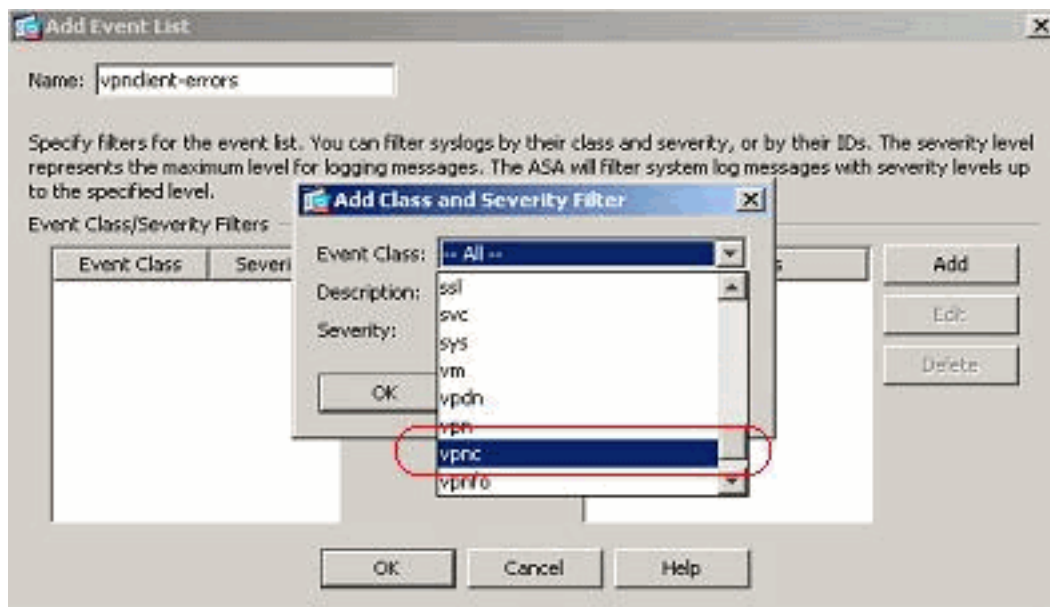 Add Event List
Name: vpnclient-errors
Specify filters for the event list. You can filter syslogs by their class and severity, or by their IDs. The severity level
represents the maximum level for logging messages. The ASA will filter system log messages with severity levels up
to the specified level.
Add Class and Severity Filter
Event Class/Severity Filters
Event Class Severi
Event Class: -- All --
Description:
Severity:
ssl
svc
sys
vm
vpdn
vpn
vpnc
vpnfo
OK
Add
Edit
Delete
OK Cancel Help